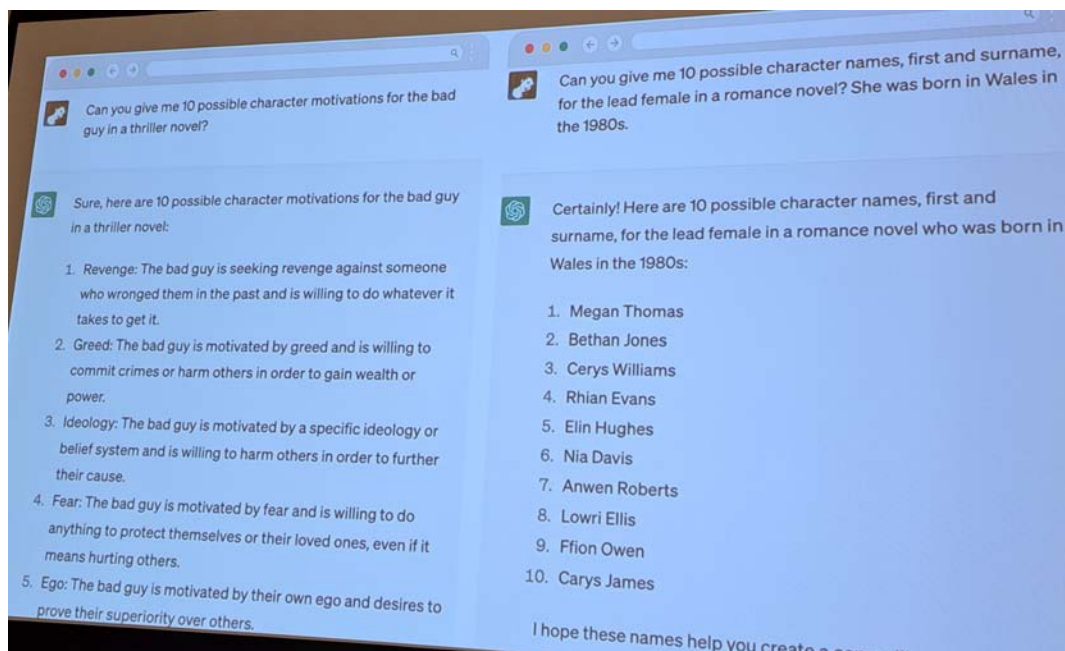 Can you give me 10 possible character motivations for the bad
guy in a thriller novel?
Sure, here are 10 possible character motivations for the bad guy
in a thriller novel:
1. Revenge: The bad guy is seeking revenge against someone
who wronged them in the past and is willing to do whatever it
takes to get it.
2. Greed: The bad guy is motivated by greed and is willing to
commit crimes or harm others in order to gain wealth or
power.
3. Ideology: The bad guy is motivated by a specific ideology or
belief system and is willing to harm others in order to further
their cause.
4. Fear: The bad guy is motivated by fear and is willing to do
anything to protect themselves or their loved ones, even if it
means hurting others.
5. Ego: The bad guy is motivated by their own ego and desires to
prove their superiority over others.
Can you give me 10 possible character names, first and surname,
for the lead female in a romance novel? She was born in Wales in
the 1980s.
Certainly! Here are 10 possible character names, first and
surname, for the lead female in a romance novel who was born in
Wales in the 1980s:
1. Megan Thomas
2. Bethan Jones
3. Cerys Williams
4. Rhian Evans
5. Elin Hughes
6. Nia Davis
7. Anwen Roberts
8. Lowri Ellis
9. Ffion Owen
10. Carys James
I hope these names help you create a